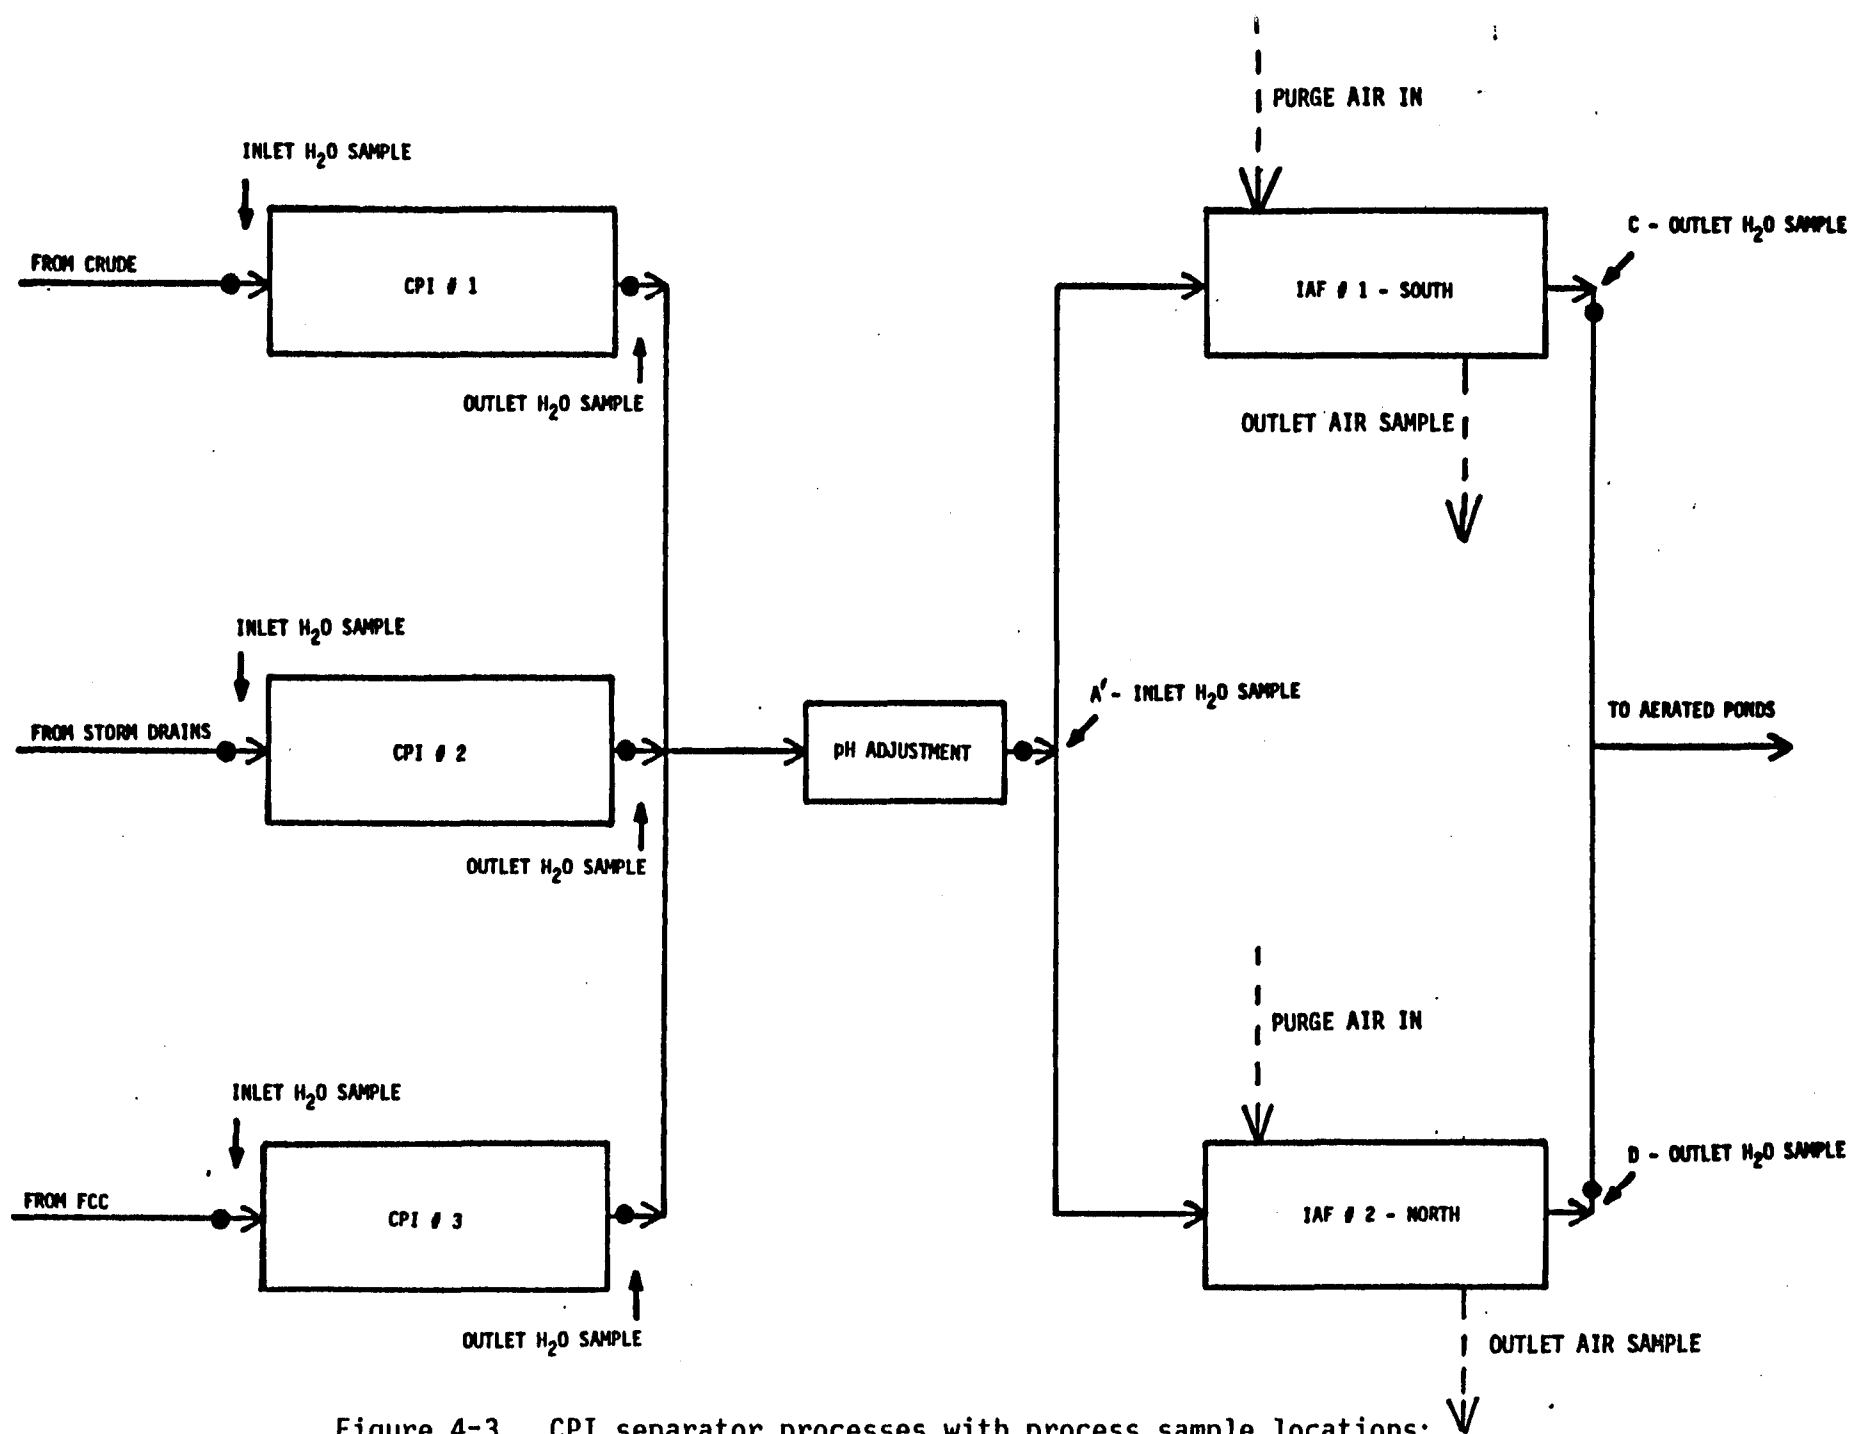 PURGE AIR IN
INLET H2O SAMPLE
FROM CRUDE
CPI # 1
OUTLET H2O SAMPLE
IAF # 1 - SOUTH
C - OUTLET H2O SAMPLE
OUTLET AIR SAMPLE
INLET H2O SAMPLE
FROM STORM DRAINS
CPI # 2
OUTLET H2O SAMPLE
pH ADJUSTMENT
A' - INLET H2O SAMPLE
TO AERATED PONDS
PURGE AIR IN
INLET H2O SAMPLE
FROM FCC
CPI # 3
OUTLET H2O SAMPLE
IAF # 2 - NORTH
D - OUTLET H2O SAMPLE
OUTLET AIR SAMPLE
Figure 4-3. CPI separator processes with process sample locations: